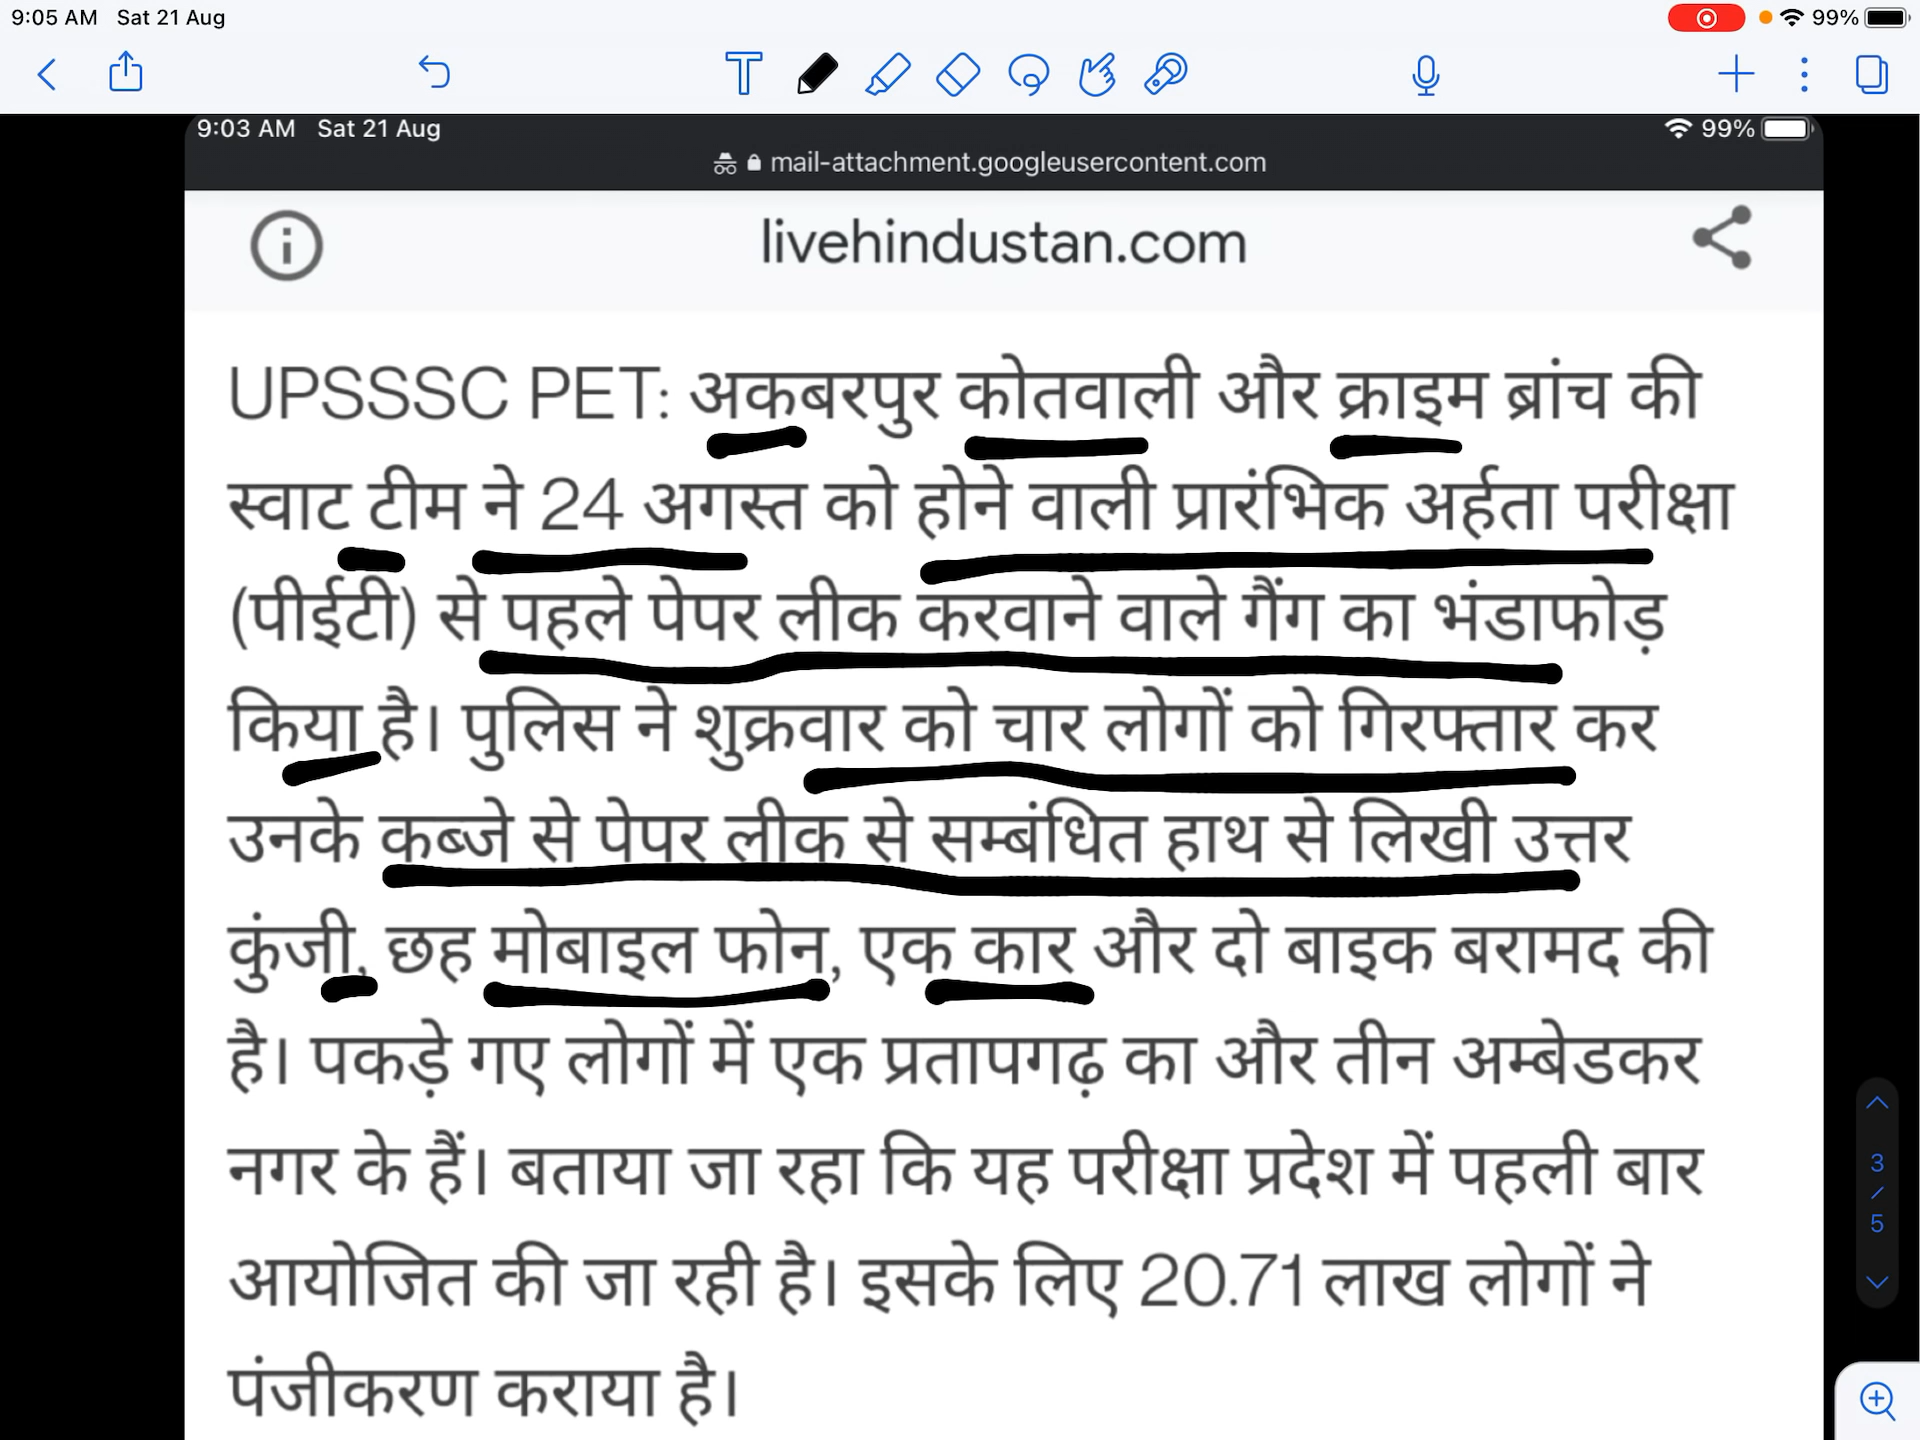 9:05 AM Sat 21 Aug
99%
T
9:03 AM Sat 21 Aug
99%
mail-attachment.googleusercontent.com
livehindustan.com
UPSSSC PET: अकबरपुर कोतवाली और क्राइम ब्रांच की
स्वाट टीम ने 24 अगस्त को होने वाली प्रारंभिक अर्हता परीक्षा
(पीईटी) से पहले पेपर लीक करवाने वाले गैंग का भंडाफोड़
किया है। पुलिस ने शुक्रवार को चार लोगों को गिरफ्तार कर
उनके कब्जे से पेपर लीक से सम्बंधित हाथ से लिखी उत्तर
कुंजी, छह मोबाइल फोन, एक कार और दो बाइक बरामद की
है। पकड़े गए लोगों में एक प्रतापगढ़ का और तीन अम्बेडकर
नगर के हैं। बताया जा रहा कि यह परीक्षा प्रदेश में पहली बार
आयोजित की जा रही है। इसके लिए 20.71 लाख लोगों ने
पंजीकरण कराया है।
3
/
5